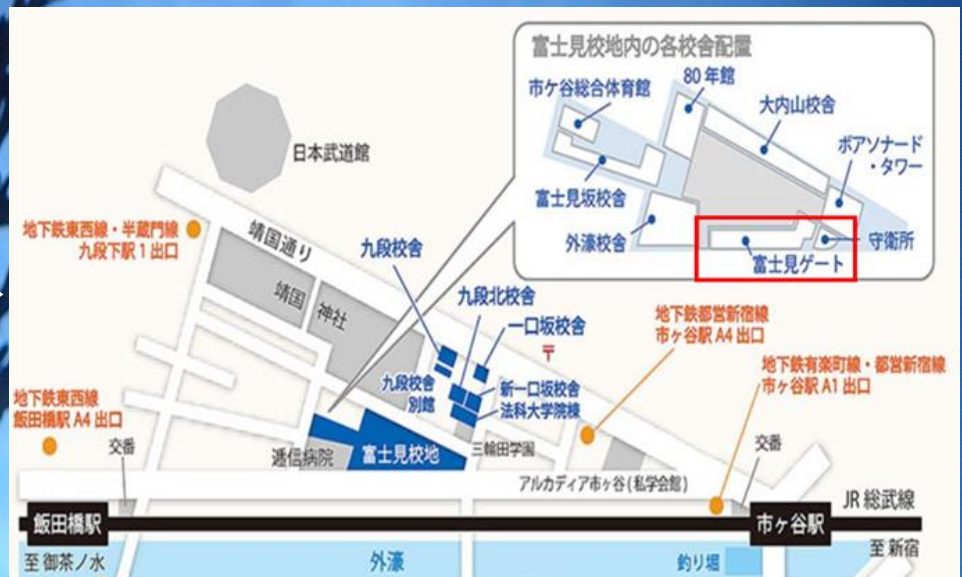 富士見校地内の各校舎配置
市ケ谷総合体育館
80年館
大内山校舎
ボアソナード
・タワー
富士見坂校舎
外濠校舎
守衛所
富士見ゲート
日本武道館
地下鉄東西線・半蔵門線
九段下駅1出口
靖国通り
靖国
神社
九段校舎
九段北校舎
一口坂校舎
〒
地下鉄都営新宿線
市ヶ谷駅A4出口
地下鉄有楽町線・都営新宿線
市ヶ谷駅A1出口
九段校舎
別館
新一口坂校舎
法科大学院棟
地下鉄東西線
飯田橋駅A4出口
交番
逓信病院
富士見校地
三輪田学園
交番
アルカディア市ヶ谷(私学会館)
JR総武線
飯田橋駅
市ヶ谷駅
至御茶ノ水
外濠
釣り堀
至新宿